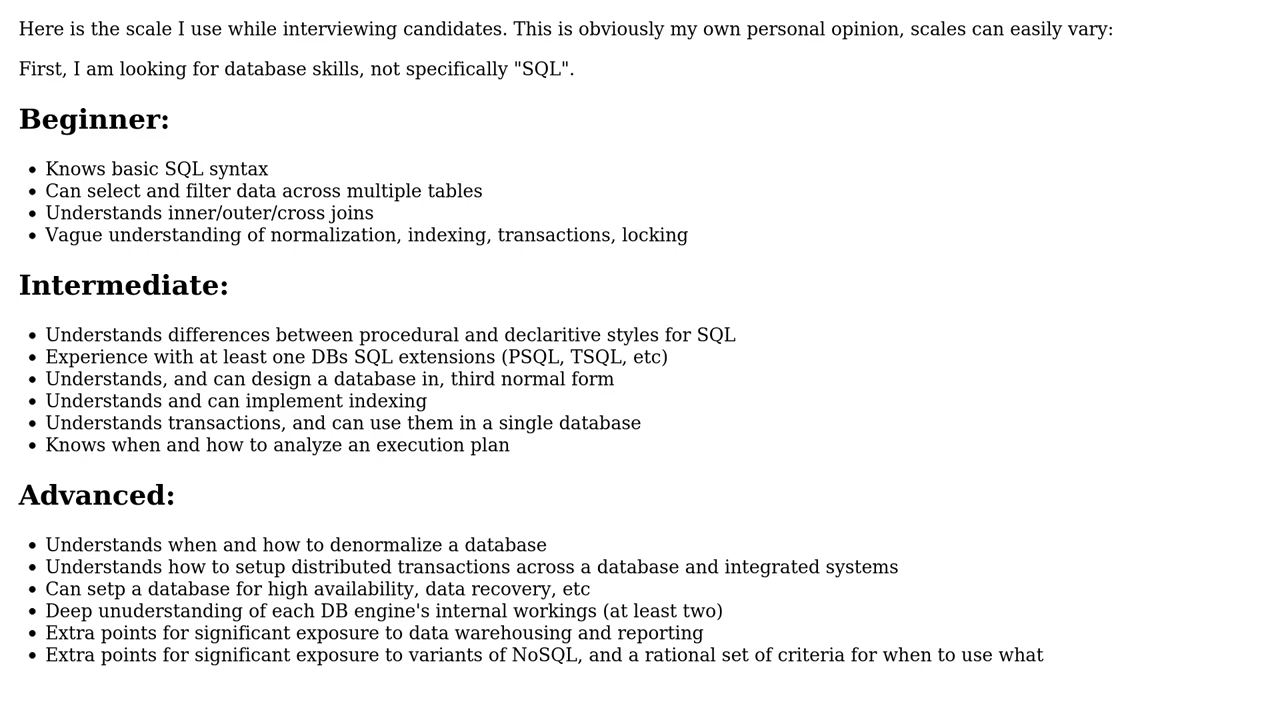 Here is the scale I use while interviewing candidates. This is obviously my own personal opinion, scales can easily vary:
First, I am looking for database skills, not specifically "SQL".
Beginner:
• Knows basic SQL syntax
• Can select and filter data across multiple tables
• Understands inner/outer/cross joins
• Vague understanding of normalization, indexing, transactions, locking
Intermediate:
• Understands differences between procedural and declaritive styles for SQL
• Experience with at least one DBs SQL extensions (PSQL, TSQL, etc)
• Understands, and can design a database in, third normal form
• Understands and can implement indexing
• Understands transactions, and can use them in a single database
• Knows when and how to analyze an execution plan
Advanced:
• Understands when and how to denormalize a database
• Understands how to setup distributed transactions across a database and integrated systems
• Can setp a database for high availability, data recovery, etc
• Deep unuderstanding of each DB engine's internal workings (at least two)
• Extra points for significant exposure to data warehousing and reporting
• Extra points for significant exposure to variants of NoSQL, and a rational set of criteria for when to use what